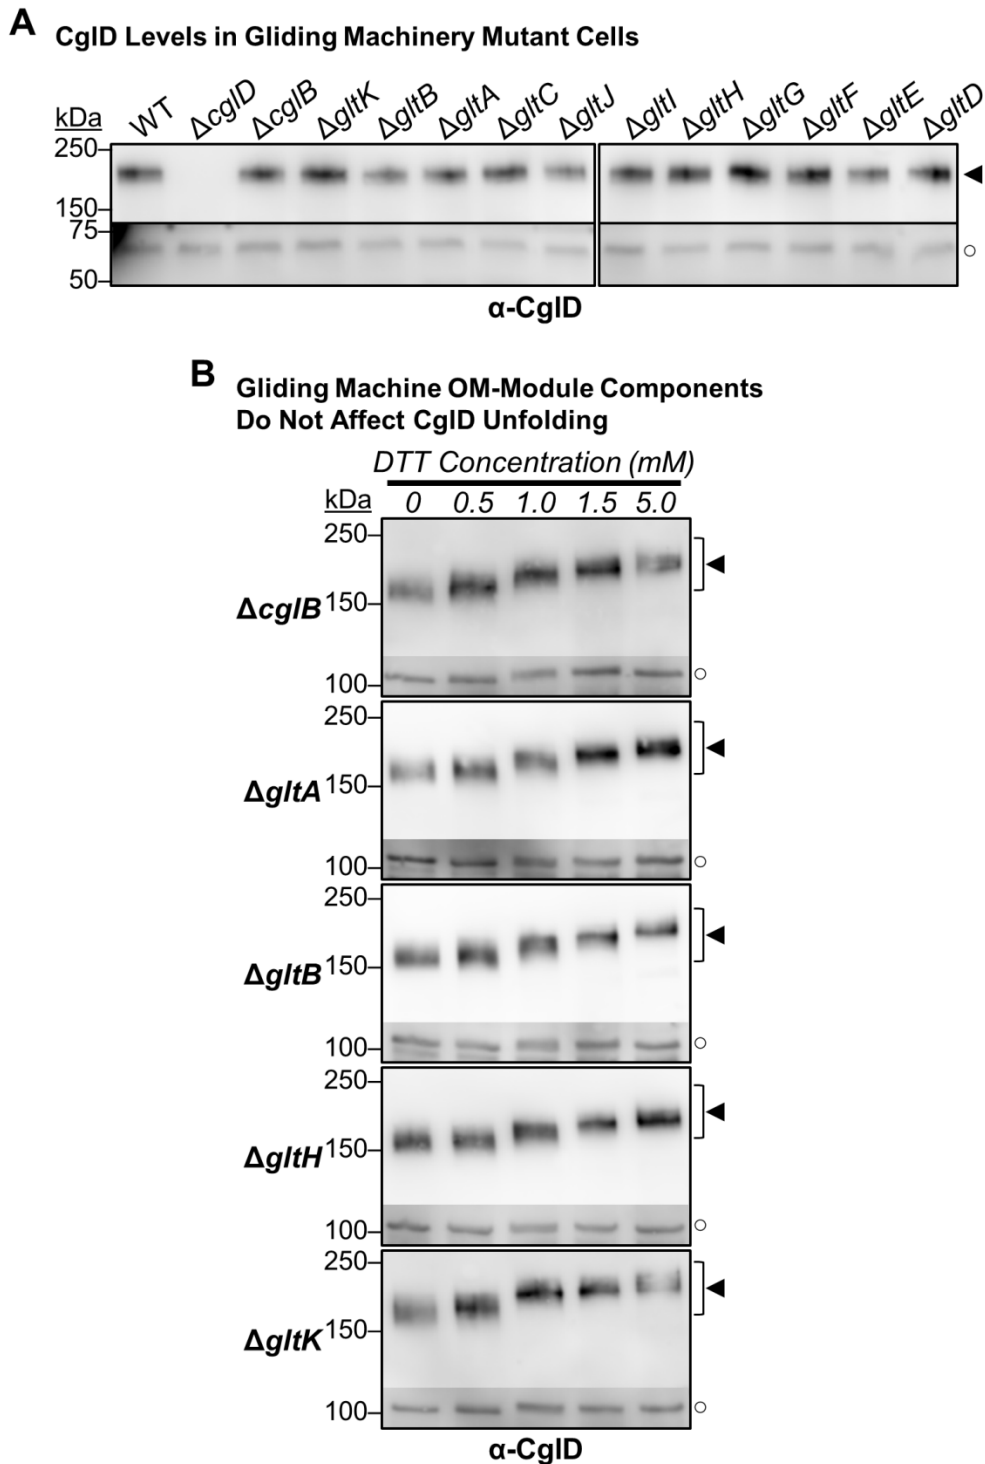 A CglD Levels in Gliding Machinery Mutant Cells
kDa WT ΔcglD ΔcglB ΔgltK ΔgltB ΔgltA ΔgltC ΔgltJ ΔgltI ΔgltH ΔgltG ΔgltF ΔgltE ΔgltD
250
150
75
50
α-CglD
B Gliding Machine OM-Module Components
Do Not Affect CglD Unfolding
DTT Concentration (mM)
kDa 0 0.5 1.0 1.5 5.0
250
150
ΔcglB
100
250
150
ΔgltA
100
250
150
ΔgltB
100
250
150
ΔgltH
100
250
150
ΔgltK
100
α-CglD